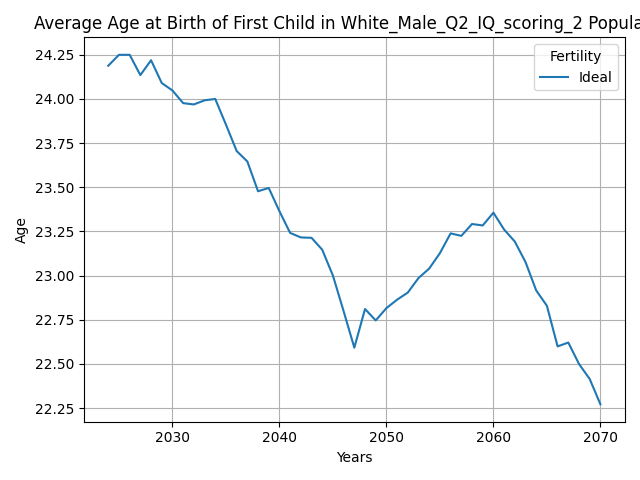 Average Age at Birth of First Child in White_Male_Q2_IQ_scoring_2 Popula
Fertility
Ideal
24.25
24.00
23.75
23.50
23.25
23.00
22.75
22.50
22.25
Age
2030 2040 2050 2060 2070
Years